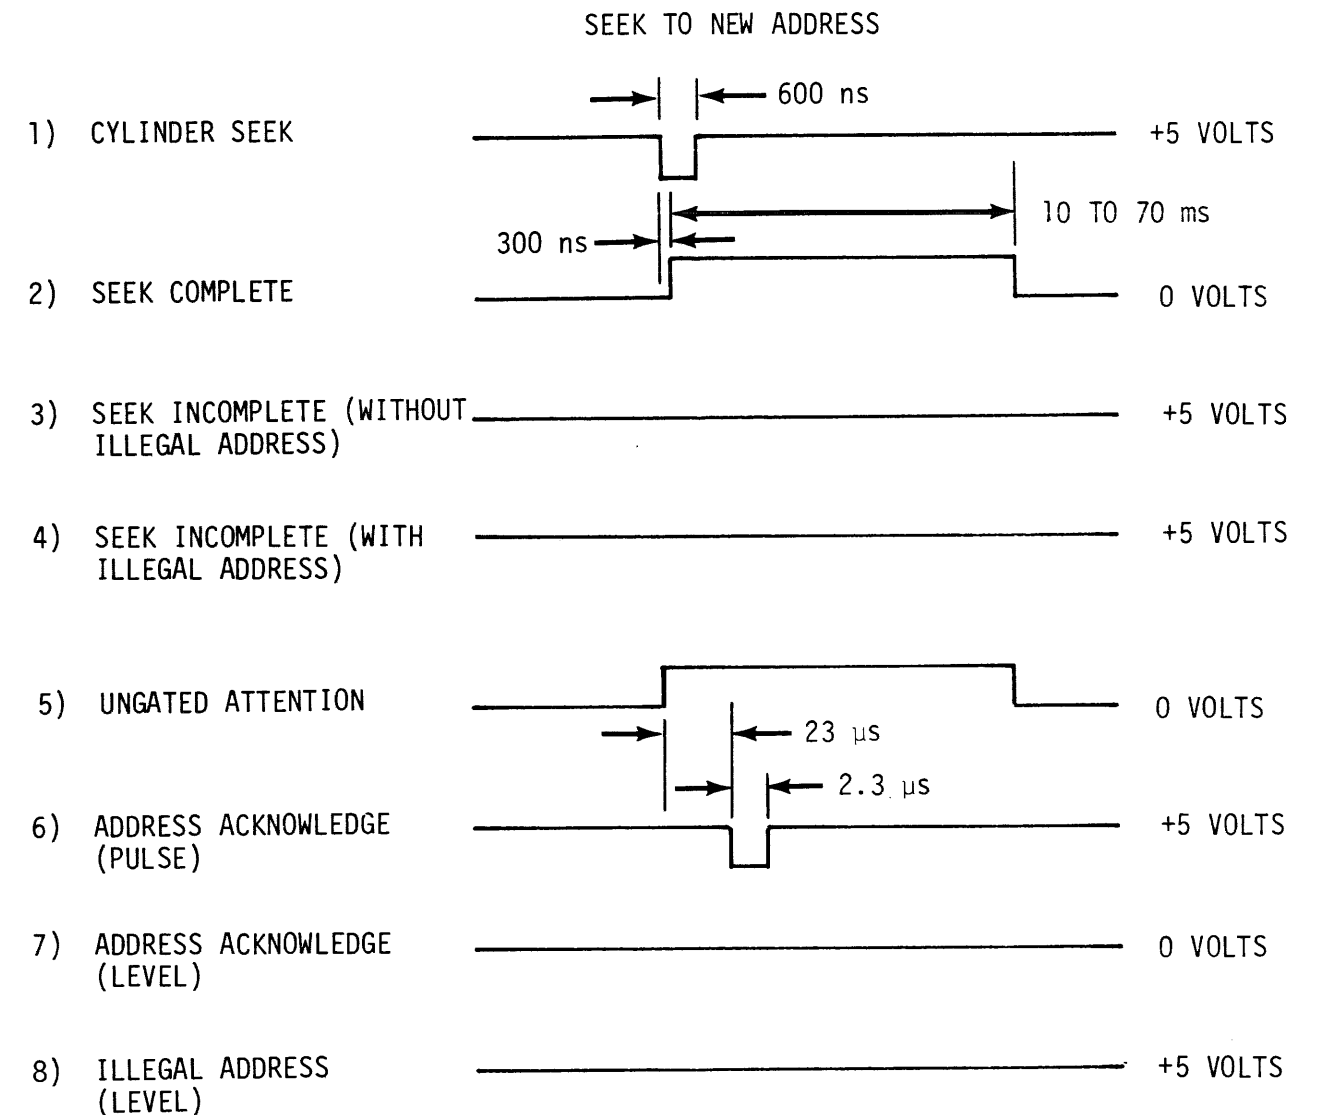 SEEK TO NEW ADDRESS
600 ns
1) CYLINDER SEEK +5 VOLTS
10 TO 70 ms
300 ns
2) SEEK COMPLETE 0 VOLTS
3) SEEK INCOMPLETE (WITHOUT +5 VOLTS
ILLEGAL ADDRESS)
4) SEEK INCOMPLETE (WITH +5 VOLTS
ILLEGAL ADDRESS)
5) UNGATED ATTENTION 0 VOLTS
23 μs
2.3 μs
6) ADDRESS ACKNOWLEDGE +5 VOLTS
(PULSE)
7) ADDRESS ACKNOWLEDGE 0 VOLTS
(LEVEL)
8) ILLEGAL ADDRESS +5 VOLTS
(LEVEL)